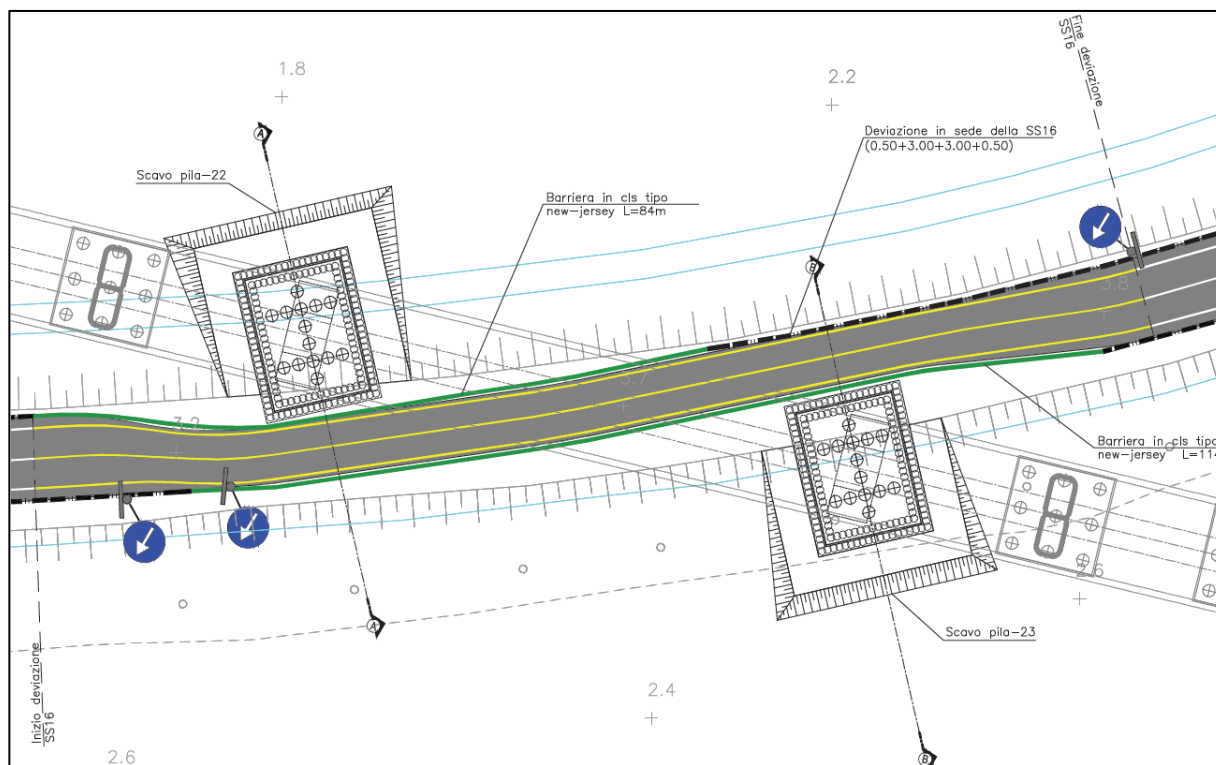 1.8
2.2
Fine deviazione
SS16
A
Deviazione in sede della SS16
(0.50+3.00+3.00+0.50)
Scavo pila-22
Barriera in cls tipo
new-jersey L=84m
B
3.8
3.7
3.2
Barriera in cls tipo
new-jersey L=114
2.6
A
Scavo pila-23
Inizio deviazione
SS16
2.4
2.6
B